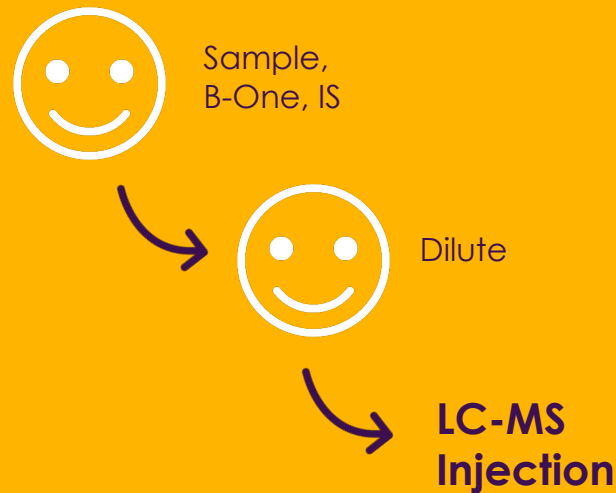 Sample,
B-One, IS
Dilute
LC-MS
Injection